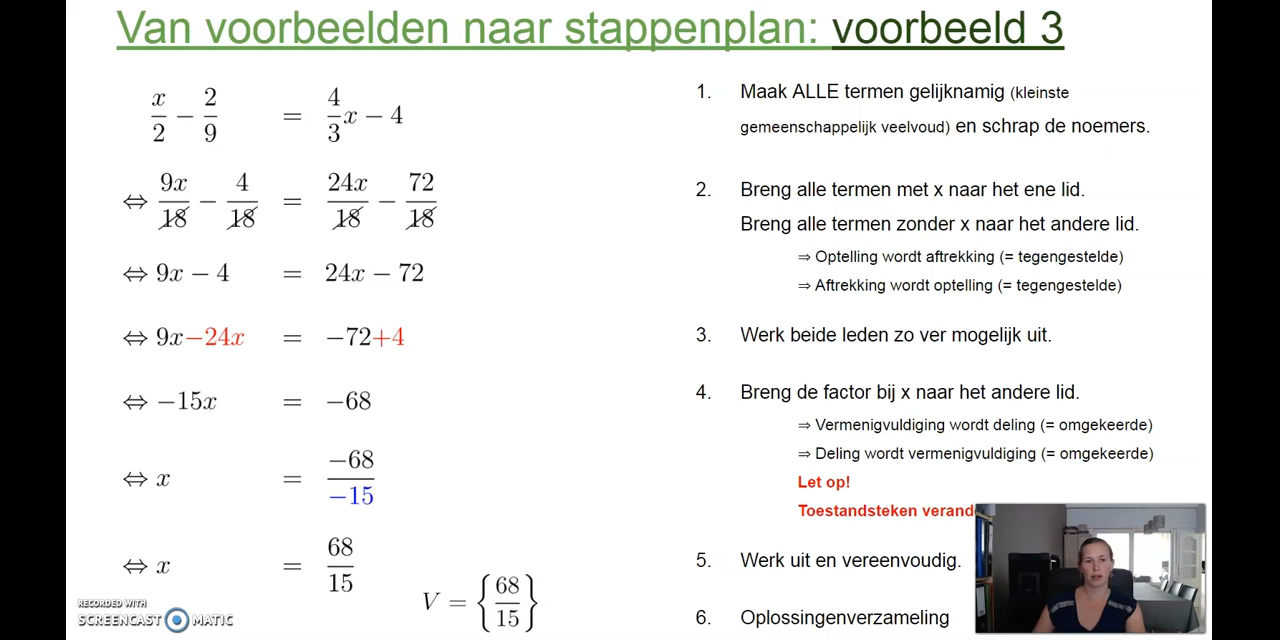 Van voorbeelden naar stappenplan: voorbeeld 3
x/2 − 2/9 = 4/3 x − 4
⇔ 9x/18 − 4/18 = 24x/18 − 72/18
⇔ 9x − 4 = 24x − 72
⇔ 9x−24x = −72+4
⇔ −15x = −68
⇔ x = −68/−15
⇔ x = 68/15
V = {68/15}
1. Maak ALLE termen gelijknamig (kleinste
gemeenschappelijk veelvoud) en schrap de noemers.
2. Breng alle termen met x naar het ene lid.
Breng alle termen zonder x naar het andere lid.
⇒ Optelling wordt aftrekking (= tegengestelde)
⇒ Aftrekking wordt optelling (= tegengestelde)
3. Werk beide leden zo ver mogelijk uit.
4. Breng de factor bij x naar het andere lid.
⇒ Vermenigvuldiging wordt deling (= omgekeerde)
⇒ Deling wordt vermenigvuldiging (= omgekeerde)
Let op!
Toestandsteken
5. Werk uit en vereenvoudig.
6. Oplossingenverzameling
RECORDED WITH
SCREENCAST MATIC